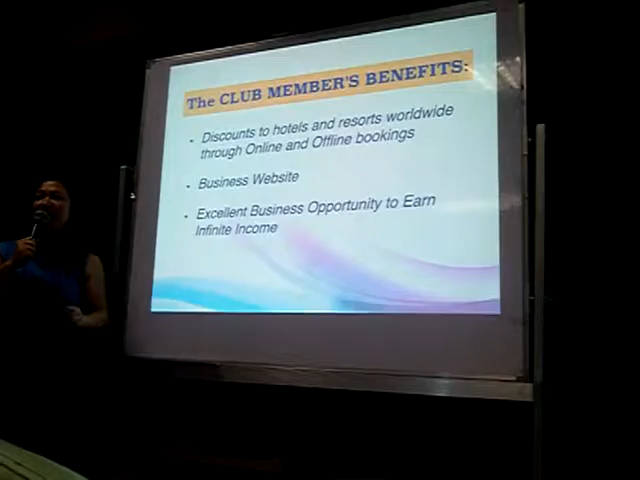 The CLUB MEMBER'S BENEFITS:
• Discounts to hotels and resorts worldwide
through Online and Offline bookings
• Business Website
• Excellent Business Opportunity to Earn
Infinite Income